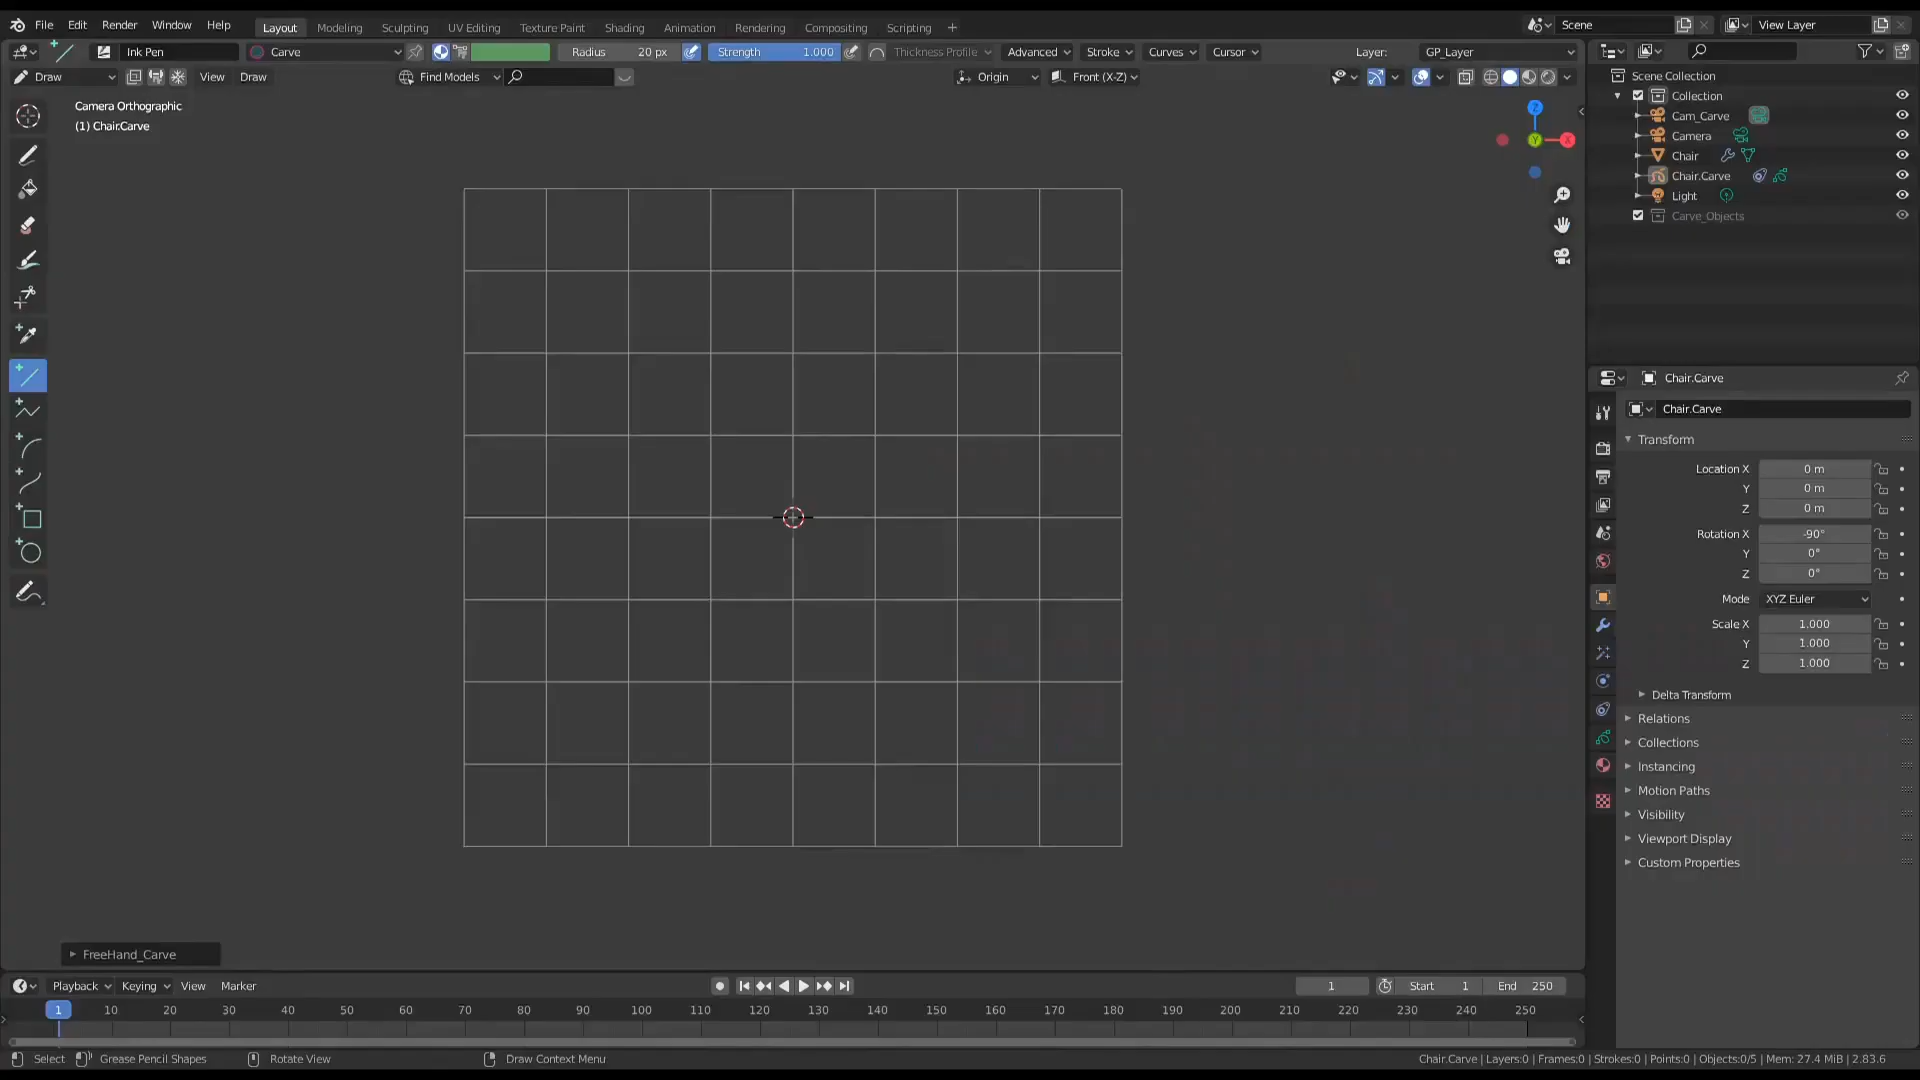 File Edit Render Window Help
Layout Modeling Sculpting UV Editing Texture Paint Shading Animation Rendering Compositing Scripting +
Scene
View Layer
Ink Pen
Carve
Radius 20 px
Strength 1.000
Thickness Profile
Advanced Stroke Curves Cursor
Layer: GP_Layer
Draw
View Draw
Find Models
Origin
Front (X-Z)
Camera Orthographic
(1) Chair.Carve
Z
Y
X
Scene Collection
Collection
Cam_Carve
Camera
Chair
Chair.Carve
Light
Carve_Objects
Chair.Carve
Chair.Carve
Transform
Location X 0 m
Y 0 m
Z 0 m
Rotation X -90°
Y 0°
Z 0°
Mode XYZ Euler
Scale X 1.000
Y 1.000
Z 1.000
Delta Transform
Relations
Collections
Instancing
Motion Paths
Visibility
Viewport Display
Custom Properties
FreeHand_Carve
Playback Keying View Marker
1 Start 1 End 250
1 10 20 30 40 50 60 70 80 90 100 110 120 130 140 150 160 170 180 190 200 210 220 230 240 250
Select Grease Pencil Shapes Rotate View Draw Context Menu
Chair.Carve | Layers:0 | Frames:0 | Strokes:0 | Points:0 | Objects:0/5 | Mem: 27.4 MiB | 2.83.6